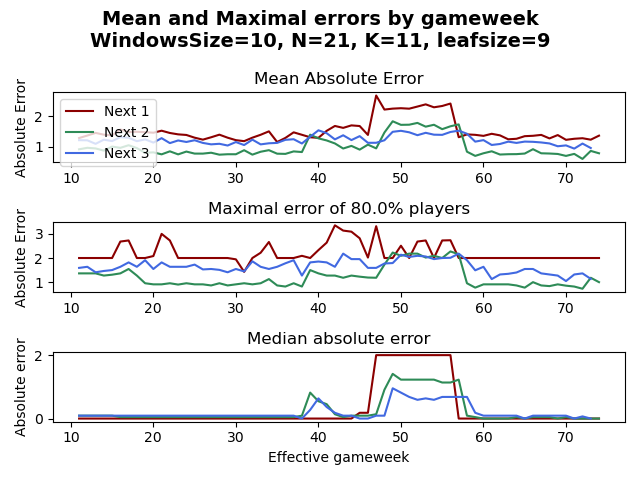 Mean and Maximal errors by gameweek
WindowsSize=10, N=21, K=11, leafsize=9
Mean Absolute Error
Absolute Error
2
1
Next 1
Next 2
Next 3
10 20 30 40 50 60 70
Maximal error of 80.0% players
Absolute Error
3
2
1
10 20 30 40 50 60 70
Median absolute error
Absolute error
2
0
10 20 30 40 50 60 70
Effective gameweek